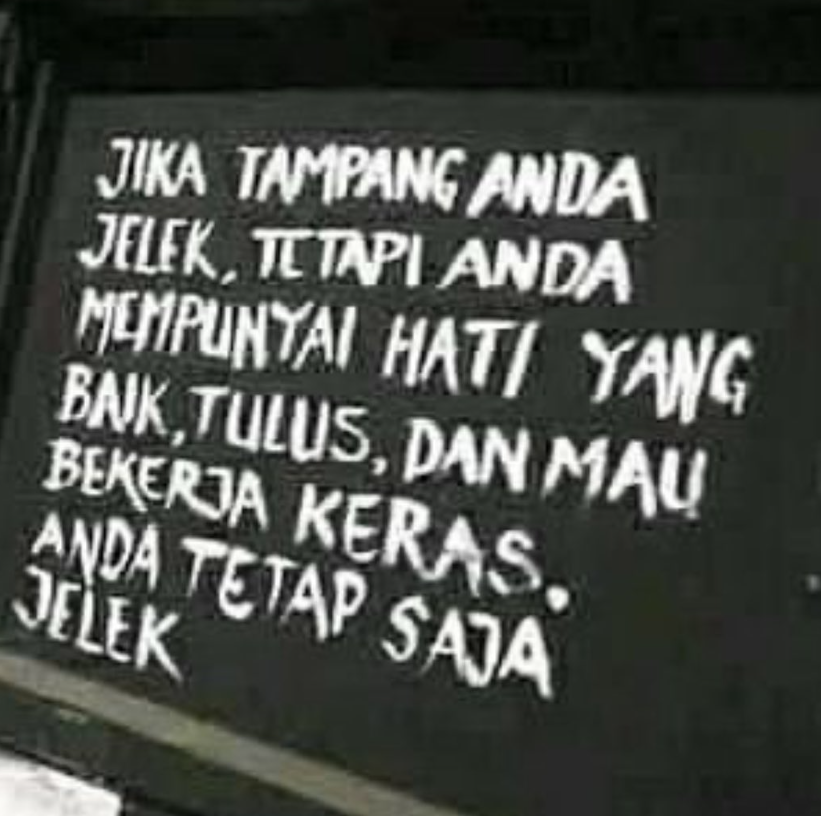 JIKA TAMPANG ANDA
JELEK, TETAPI ANDA
MEMPUNYAI HATI YANG
BAIK, TULUS, DAN MAU
BEKERJA KERAS.
ANDA TETAP SAJA
JELEK